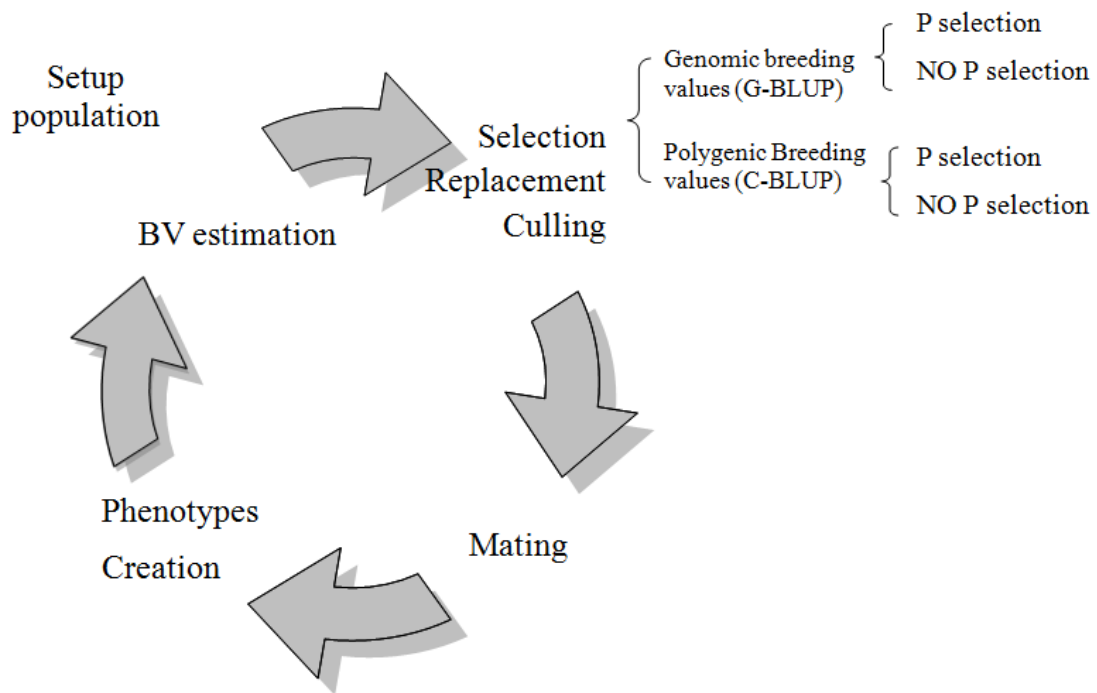 Setup
population
BV estimation
Selection
Replacement
Culling
Genomic breeding
values (G-BLUP)
P selection
NO P selection
Polygenic Breeding
values (C-BLUP)
P selection
NO P selection
Mating
Phenotypes
Creation